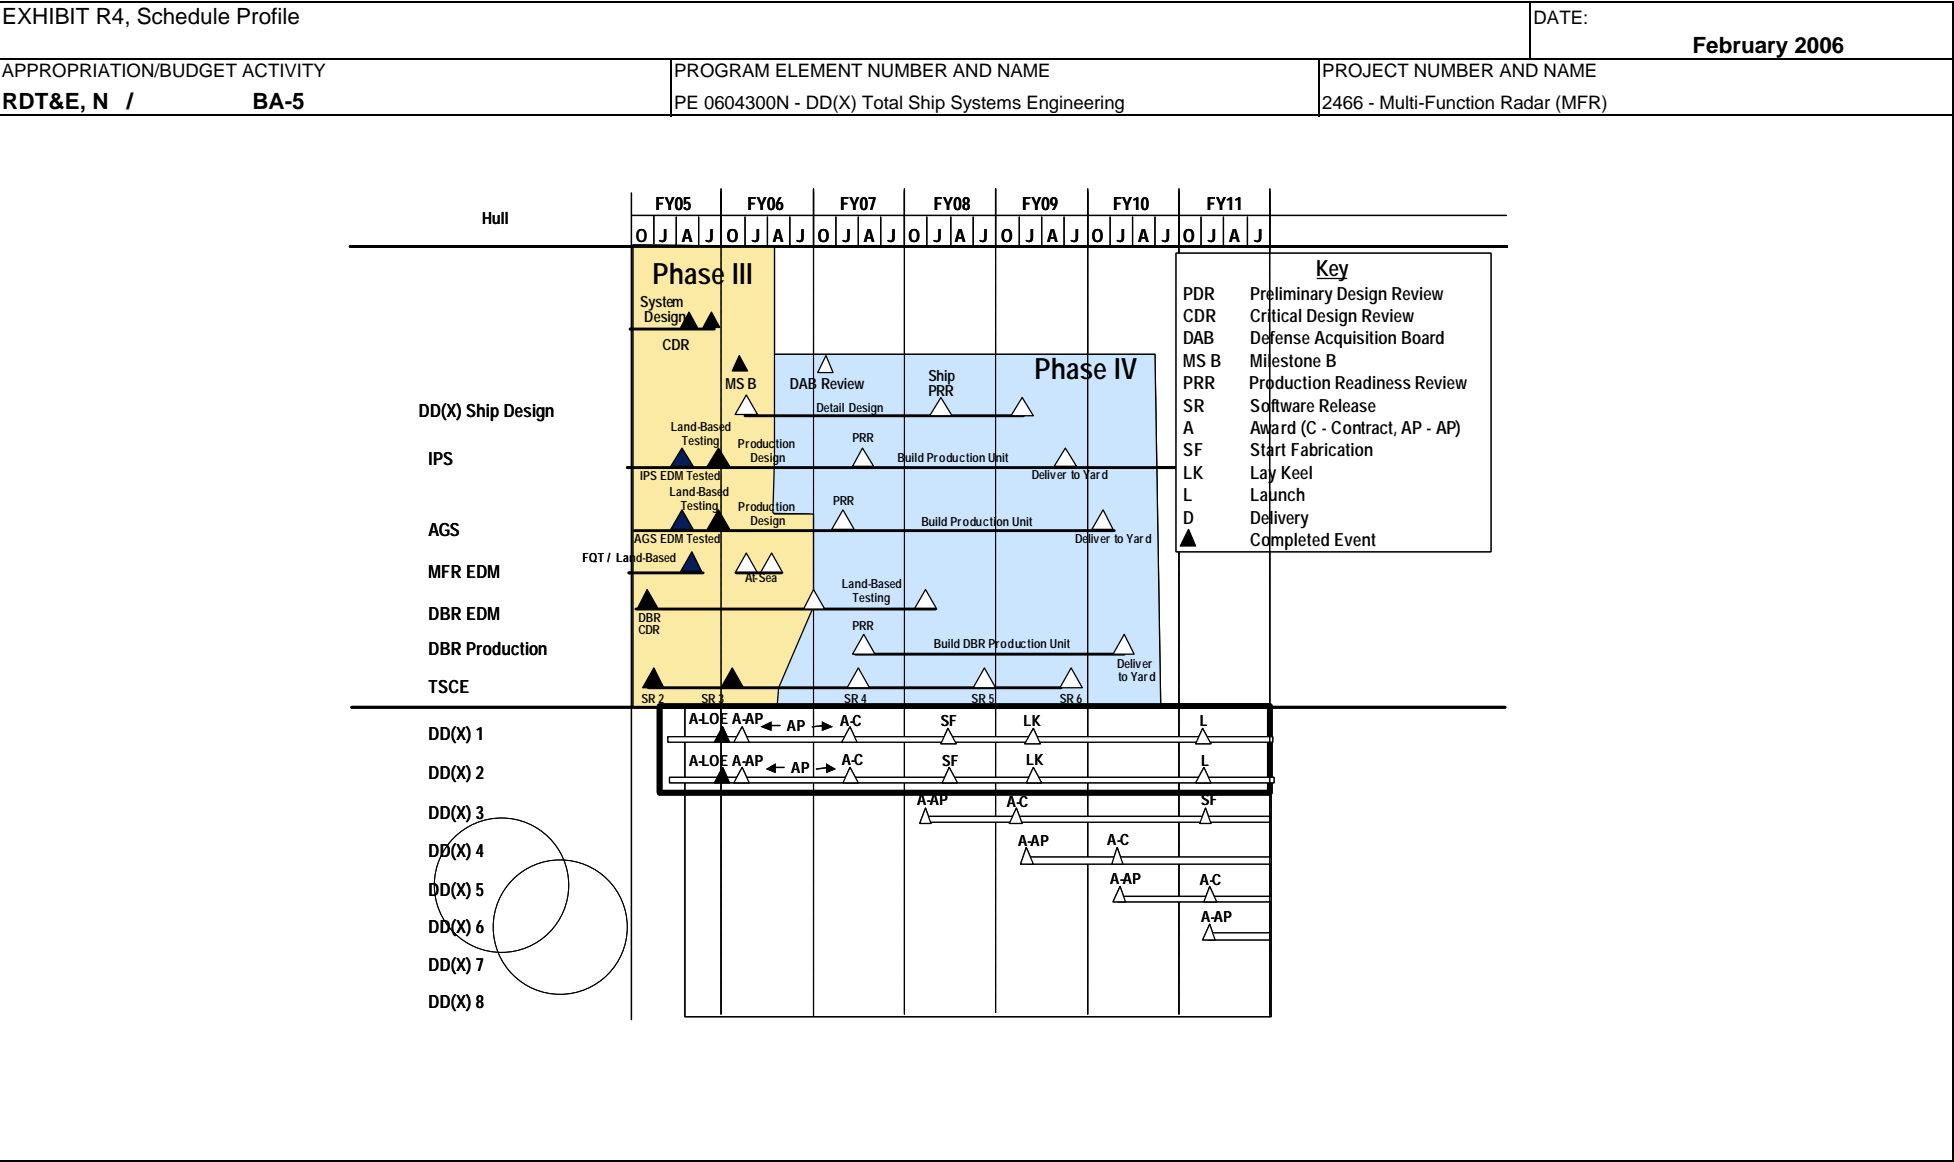 EXHIBIT R4, Schedule Profile
DATE:
February 2006
APPROPRIATION/BUDGET ACTIVITY
PROGRAM ELEMENT NUMBER AND NAME
PROJECT NUMBER AND NAME
RDT&E, N / BA-5
PE 0604300N - DD(X) Total Ship Systems Engineering
2466 - Multi-Function Radar (MFR)
Hull
FY05 FY06 FY07 FY08 FY09 FY10 FY11
O J A J O J A J O J A J O J A J O J A J O J A J O J A J
Phase III
System
Design
CDR
Key
PDR Preliminary Design Review
CDR Critical Design Review
DAB Defense Acquisition Board
MS B Milestone B
PRR Production Readiness Review
SR Software Release
A Award (C - Contract, AP - AP)
SF Start Fabrication
LK Lay Keel
L Launch
D Delivery
Completed Event
Phase IV
MS B
DAB Review
Ship
PRR
DD(X) Ship Design
Detail Design
Land-Based
Testing
Production
Design
PRR
IPS
Build Production Unit
IPS EDM Tested
Deliver to Yard
Land-Based
Testing
Production
Design
PRR
AGS
Build Production Unit
AGS EDM Tested
Deliver to Yard
FQT / Land-Based
MFR EDM
At-Sea
Land-Based
Testing
DBR EDM
DBR
CDR
PRR
DBR Production
Build DBR Production Unit
Deliver
to Yard
TSCE
SR 2 SR 3 SR 4 SR 5 SR 6
DD(X) 1
A-LOE A-AP AP A-C SF LK L
DD(X) 2
A-LOE A-AP AP A-C SF LK L
DD(X) 3
A-AP A-C SF
DD(X) 4
A-AP A-C
DD(X) 5
A-AP A-C
DD(X) 6
A-AP
DD(X) 7
DD(X) 8